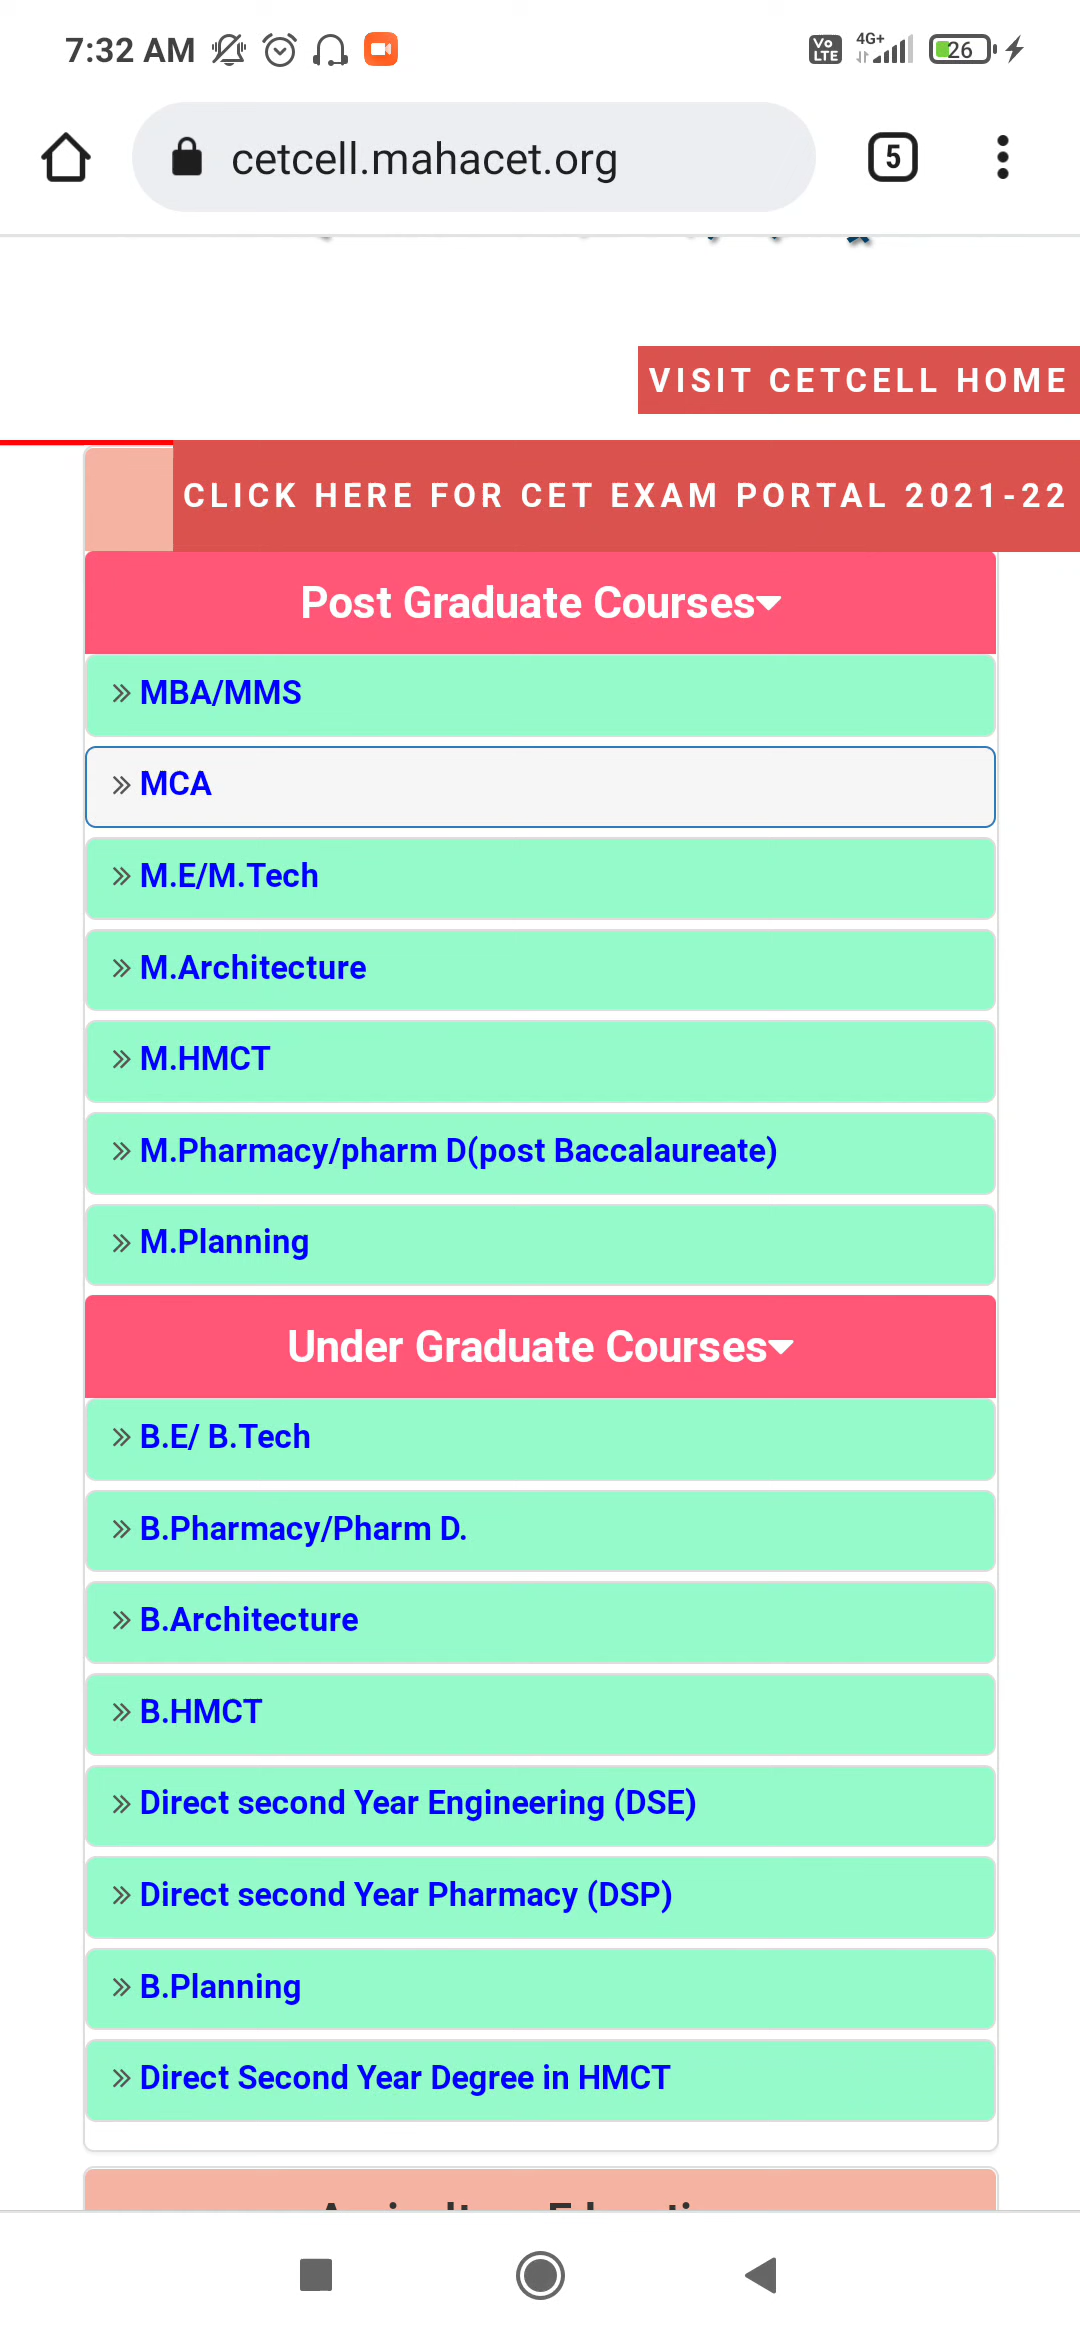 7:32 AM
Vo LTE
4G+
26
cetcell.mahacet.org
5
VISIT CETCELL HOME
CLICK HERE FOR CET EXAM PORTAL 2021-22
Post Graduate Courses
» MBA/MMS
» MCA
» M.E/M.Tech
» M.Architecture
» M.HMCT
» M.Pharmacy/pharm D(post Baccalaureate)
» M.Planning
Under Graduate Courses
» B.E/ B.Tech
» B.Pharmacy/Pharm D.
» B.Architecture
» B.HMCT
» Direct second Year Engineering (DSE)
» Direct second Year Pharmacy (DSP)
» B.Planning
» Direct Second Year Degree in HMCT